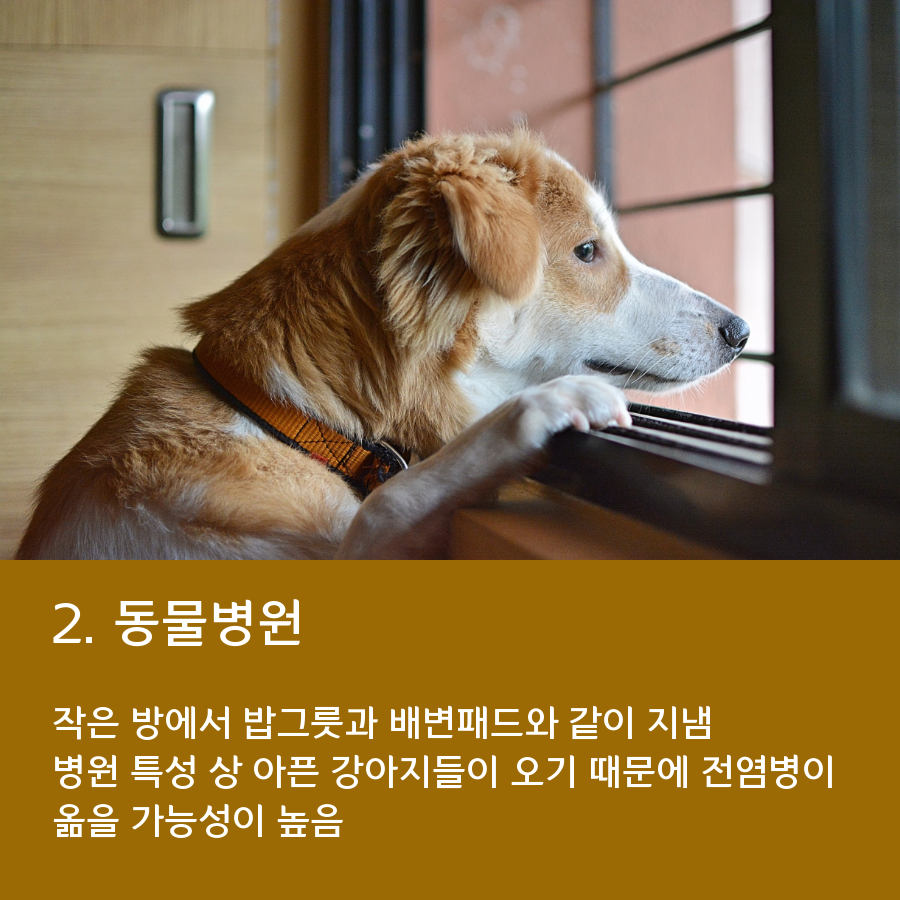 2. 동물병원
작은 방에서 밥그릇과 배변패드와 같이 지냄
병원 특성 상 아픈 강아지들이 오기 때문에 전염병이
옮을 가능성이 높음